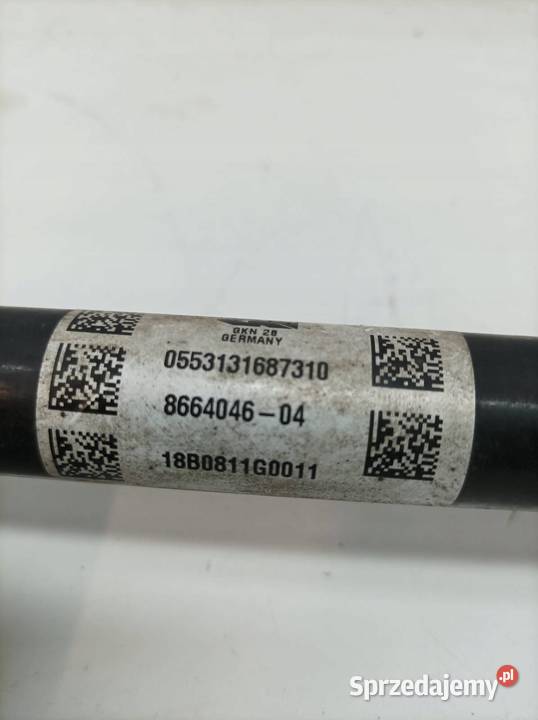 GKN 28
GERMANY
0553131687310
8664046-04
18B0811G0011
Sprzedajemy.pl